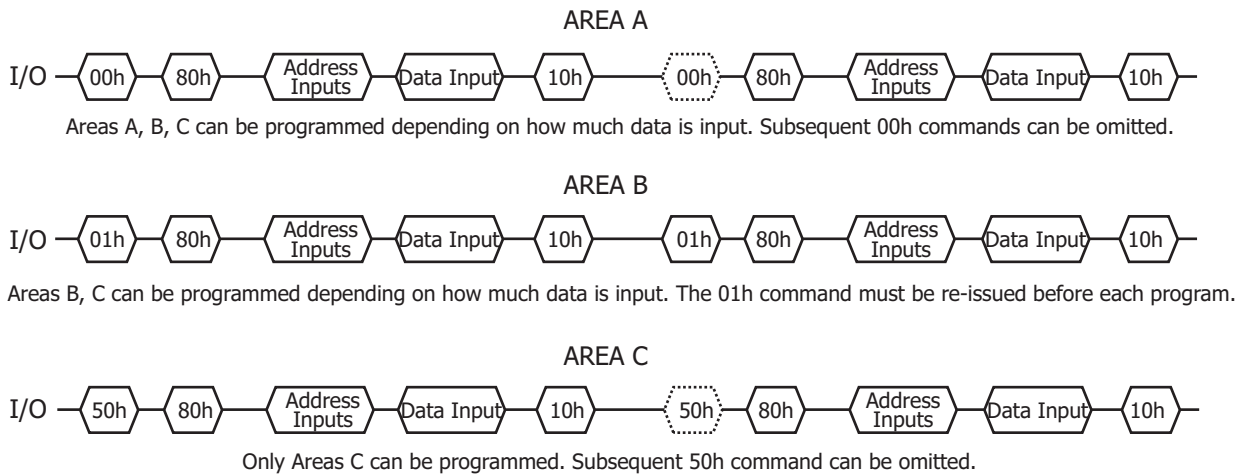 AREA A
I/O 00h 80h Address Inputs Data Input 10h 00h 80h Address Inputs Data Input 10h
Areas A, B, C can be programmed depending on how much data is input. Subsequent 00h commands can be omitted.
AREA B
I/O 01h 80h Address Inputs Data Input 10h 01h 80h Address Inputs Data Input 10h
Areas B, C can be programmed depending on how much data is input. The 01h command must be re-issued before each program.
AREA C
I/O 50h 80h Address Inputs Data Input 10h 50h 80h Address Inputs Data Input 10h
Only Areas C can be programmed. Subsequent 50h command can be omitted.